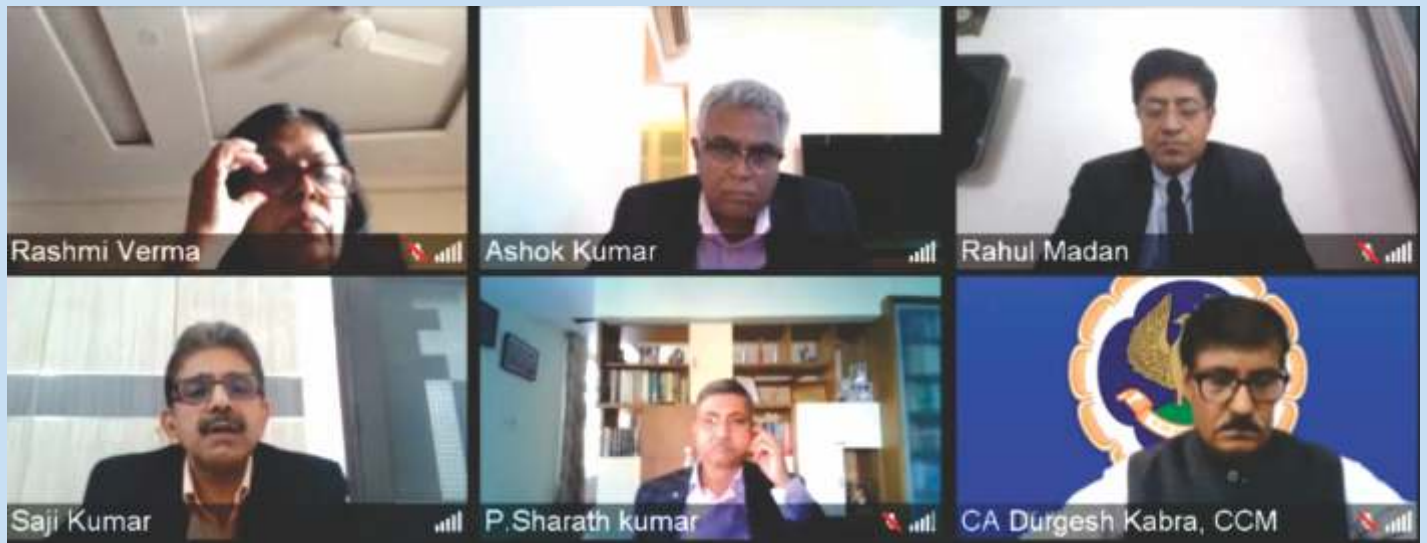 Rashmi Verma
Ashok Kumar
Rahul Madan
Saji Kumar
P.Sharath kumar
CA Durgesh Kabra, CCM